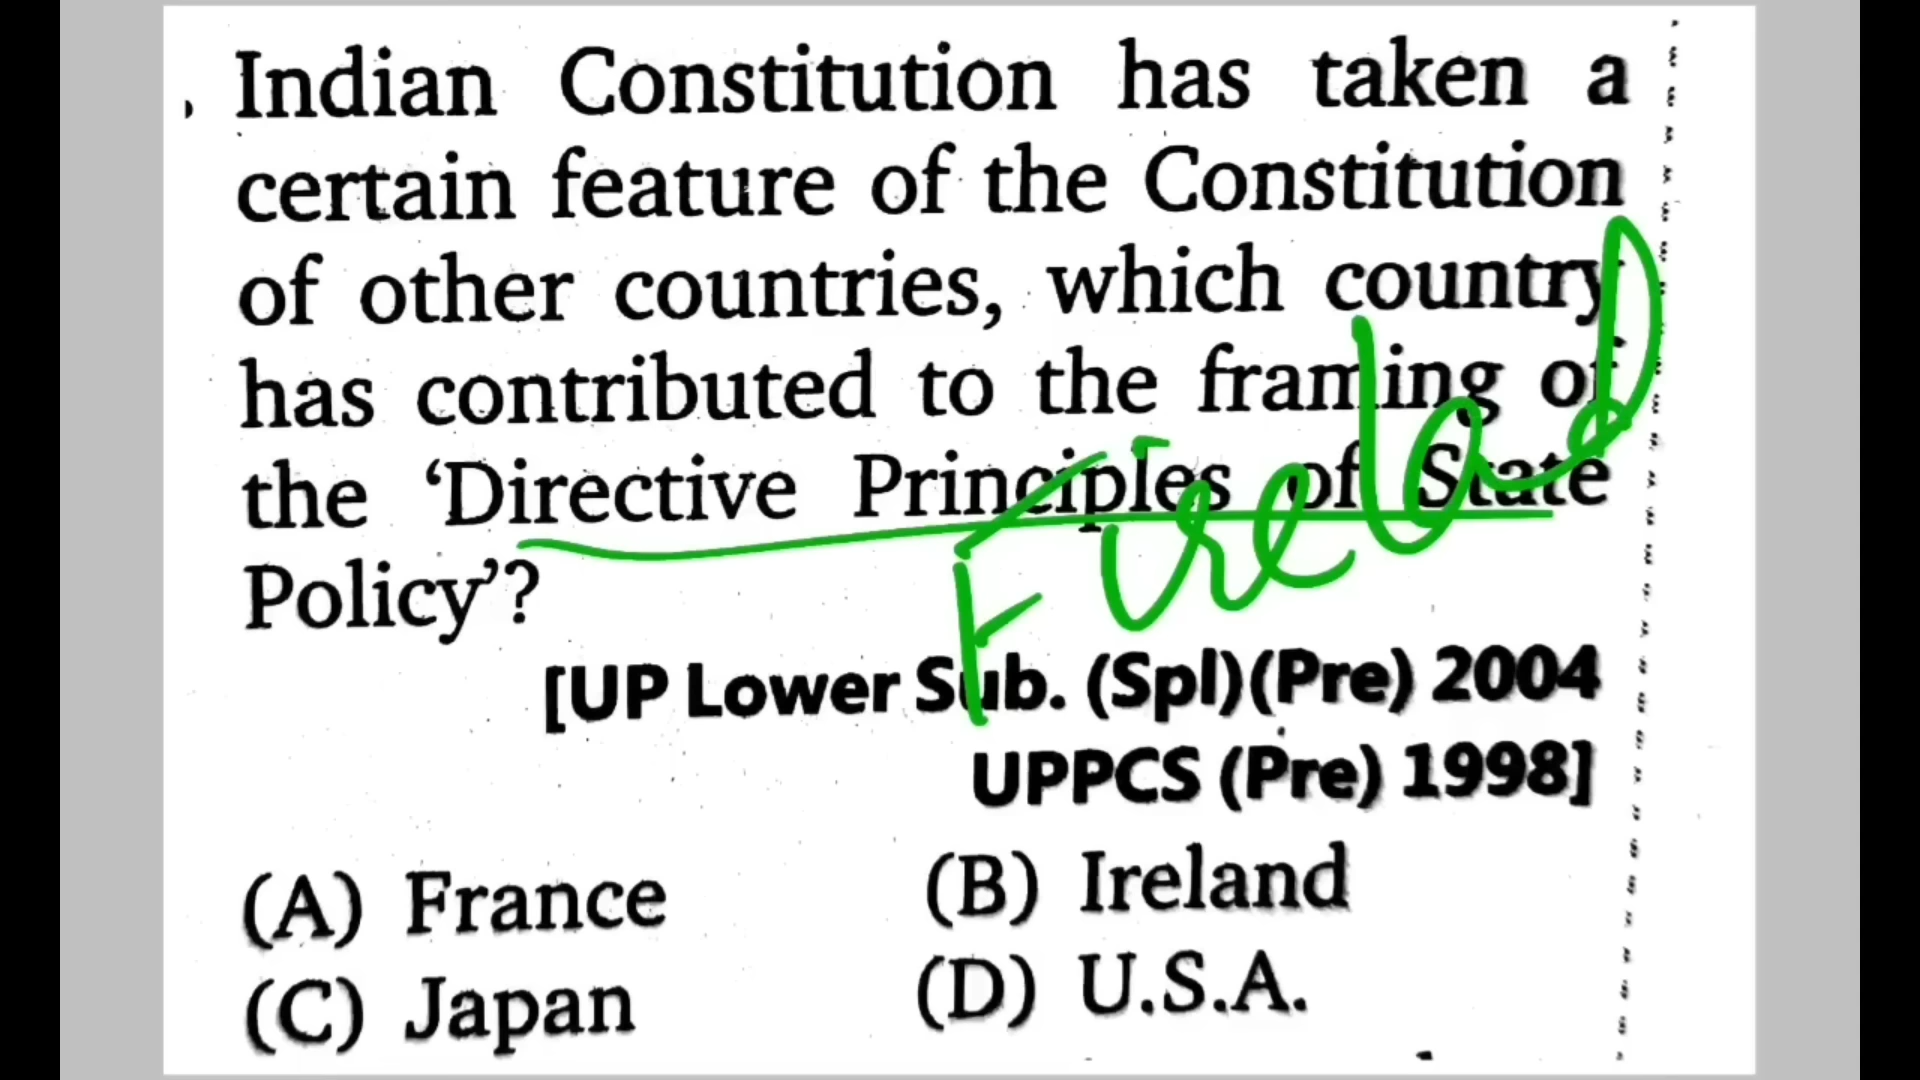 Indian Constitution has taken a
certain feature of the Constitution
of other countries, which country
has contributed to the framing of
the ‘Directive Principles of State
Policy’?
[UP Lower Sub. (Spl)(Pre) 2004
UPPCS (Pre) 1998]
(A) France (B) Ireland
(C) Japan (D) U.S.A.